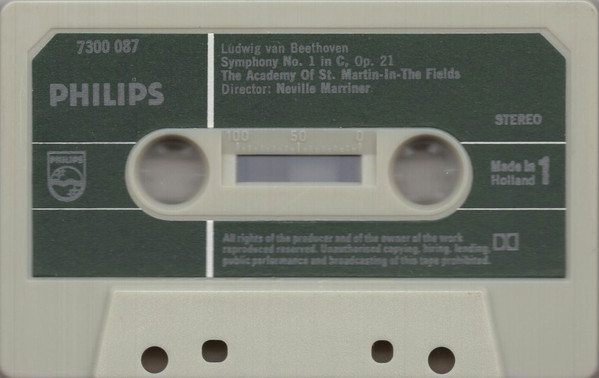 7300 087
PHILIPS
Ludwig van Beethoven
Symphony No. 1 in C, Op. 21
The Academy Of St. Martin-In-The Fields
Director: Neville Marriner
STEREO
100 50 0
PHILIPS
Made in
Holland 1
All rights of the producer and of the owner of the work
reproduced reserved. Unauthorized copying, hiring, lending,
public performance and broadcasting of this tape prohibited.